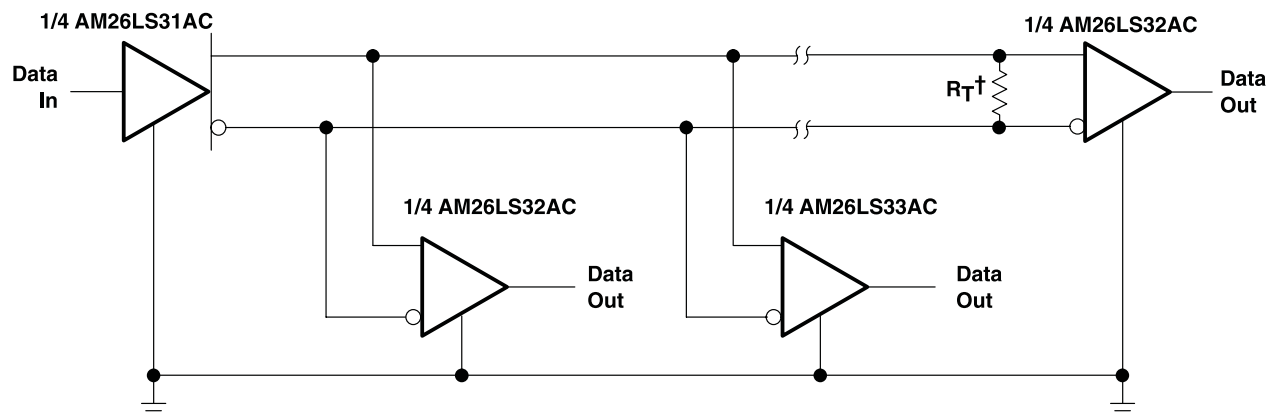 1/4 AM26LS31AC
1/4 AM26LS32AC
Data
In
RT†
Data
Out
1/4 AM26LS32AC
1/4 AM26LS33AC
Data
Out
Data
Out